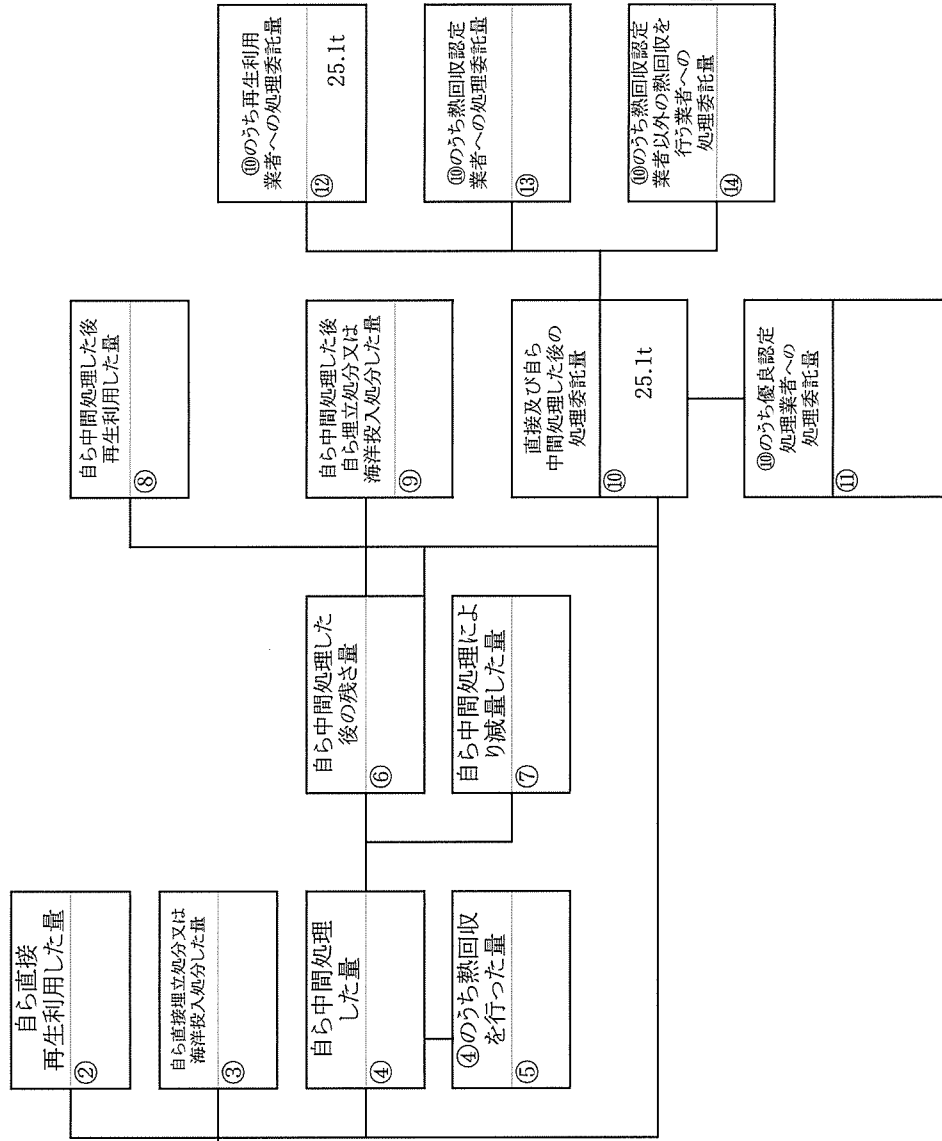 自ら直接
再生利用した量
②
自ら直接埋立処分又は
海洋投入処分した量
③
自ら中間処理
した量
④
④のうち熱回収
を行った量
⑤
自ら中間処理した
後の残さ量
⑥
自ら中間処理によ
り減量した量
⑦
自ら中間処理した後
再生利用した量
⑧
自ら中間処理した後
自ら埋立処分又は
海洋投入処分した量
⑨
直接及び自ら
中間処理した後の
処理委託量
⑩
25.1t
⑩のうち優良認定
処理業者への
処理委託量
⑪
⑩のうち再生利用
業者への処理委託量
⑫
25.1t
⑩のうち熱回収認定
業者への処理委託量
⑬
⑩のうち熱回収認定
業者以外の熱回収を
行う業者への
処理委託量
⑭